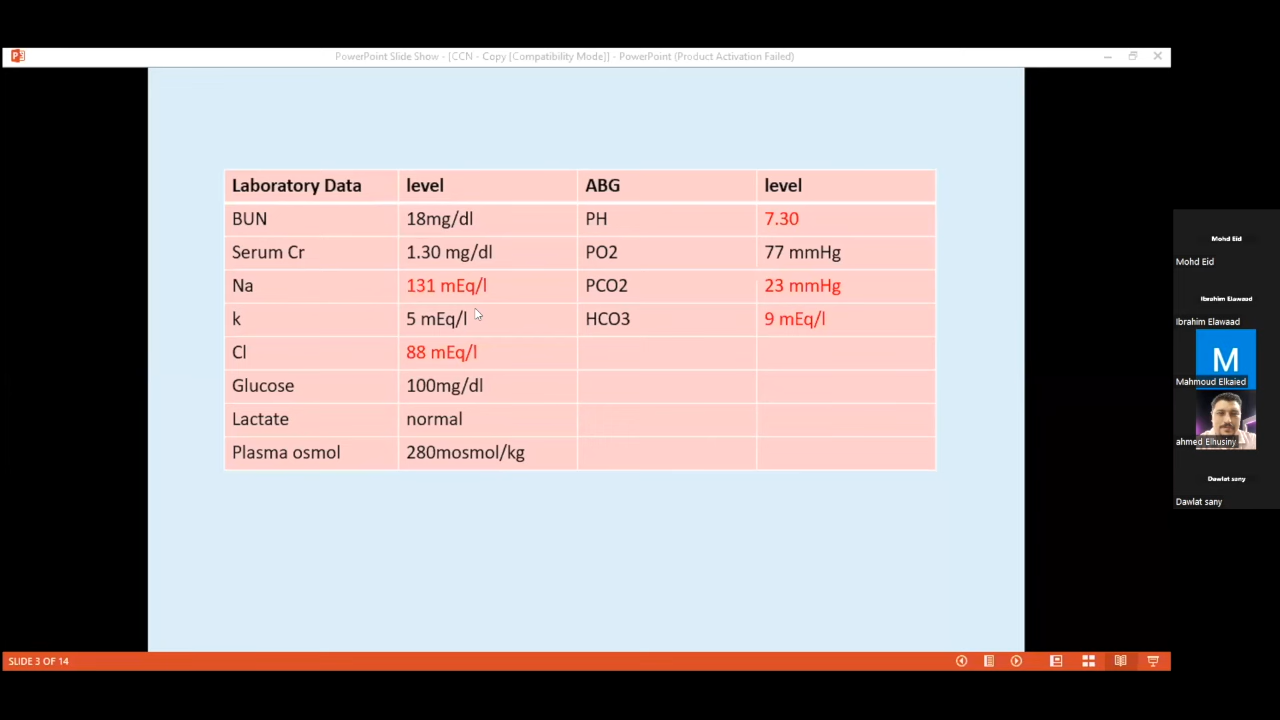 PowerPoint Slide Show - [CCN - Copy [Compatibility Mode]] - PowerPoint (Product Activation Failed)
Laboratory Data level ABG level
BUN 18mg/dl PH 7.30
Serum Cr 1.30 mg/dl PO2 77 mmHg
Na 131 mEq/l PCO2 23 mmHg
k 5 mEq/l HCO3 9 mEq/l
Cl 88 mEq/l
Glucose 100mg/dl
Lactate normal
Plasma osmol 280mosmol/kg
Mohd Eid
Mohd Eid
Ibrahim Elawaad
Ibrahim Elawaad
M
Mahmoud Elkaied
ahmed Elhusiny
Dawlat sany
Dawlat sany
SLIDE 3 OF 14